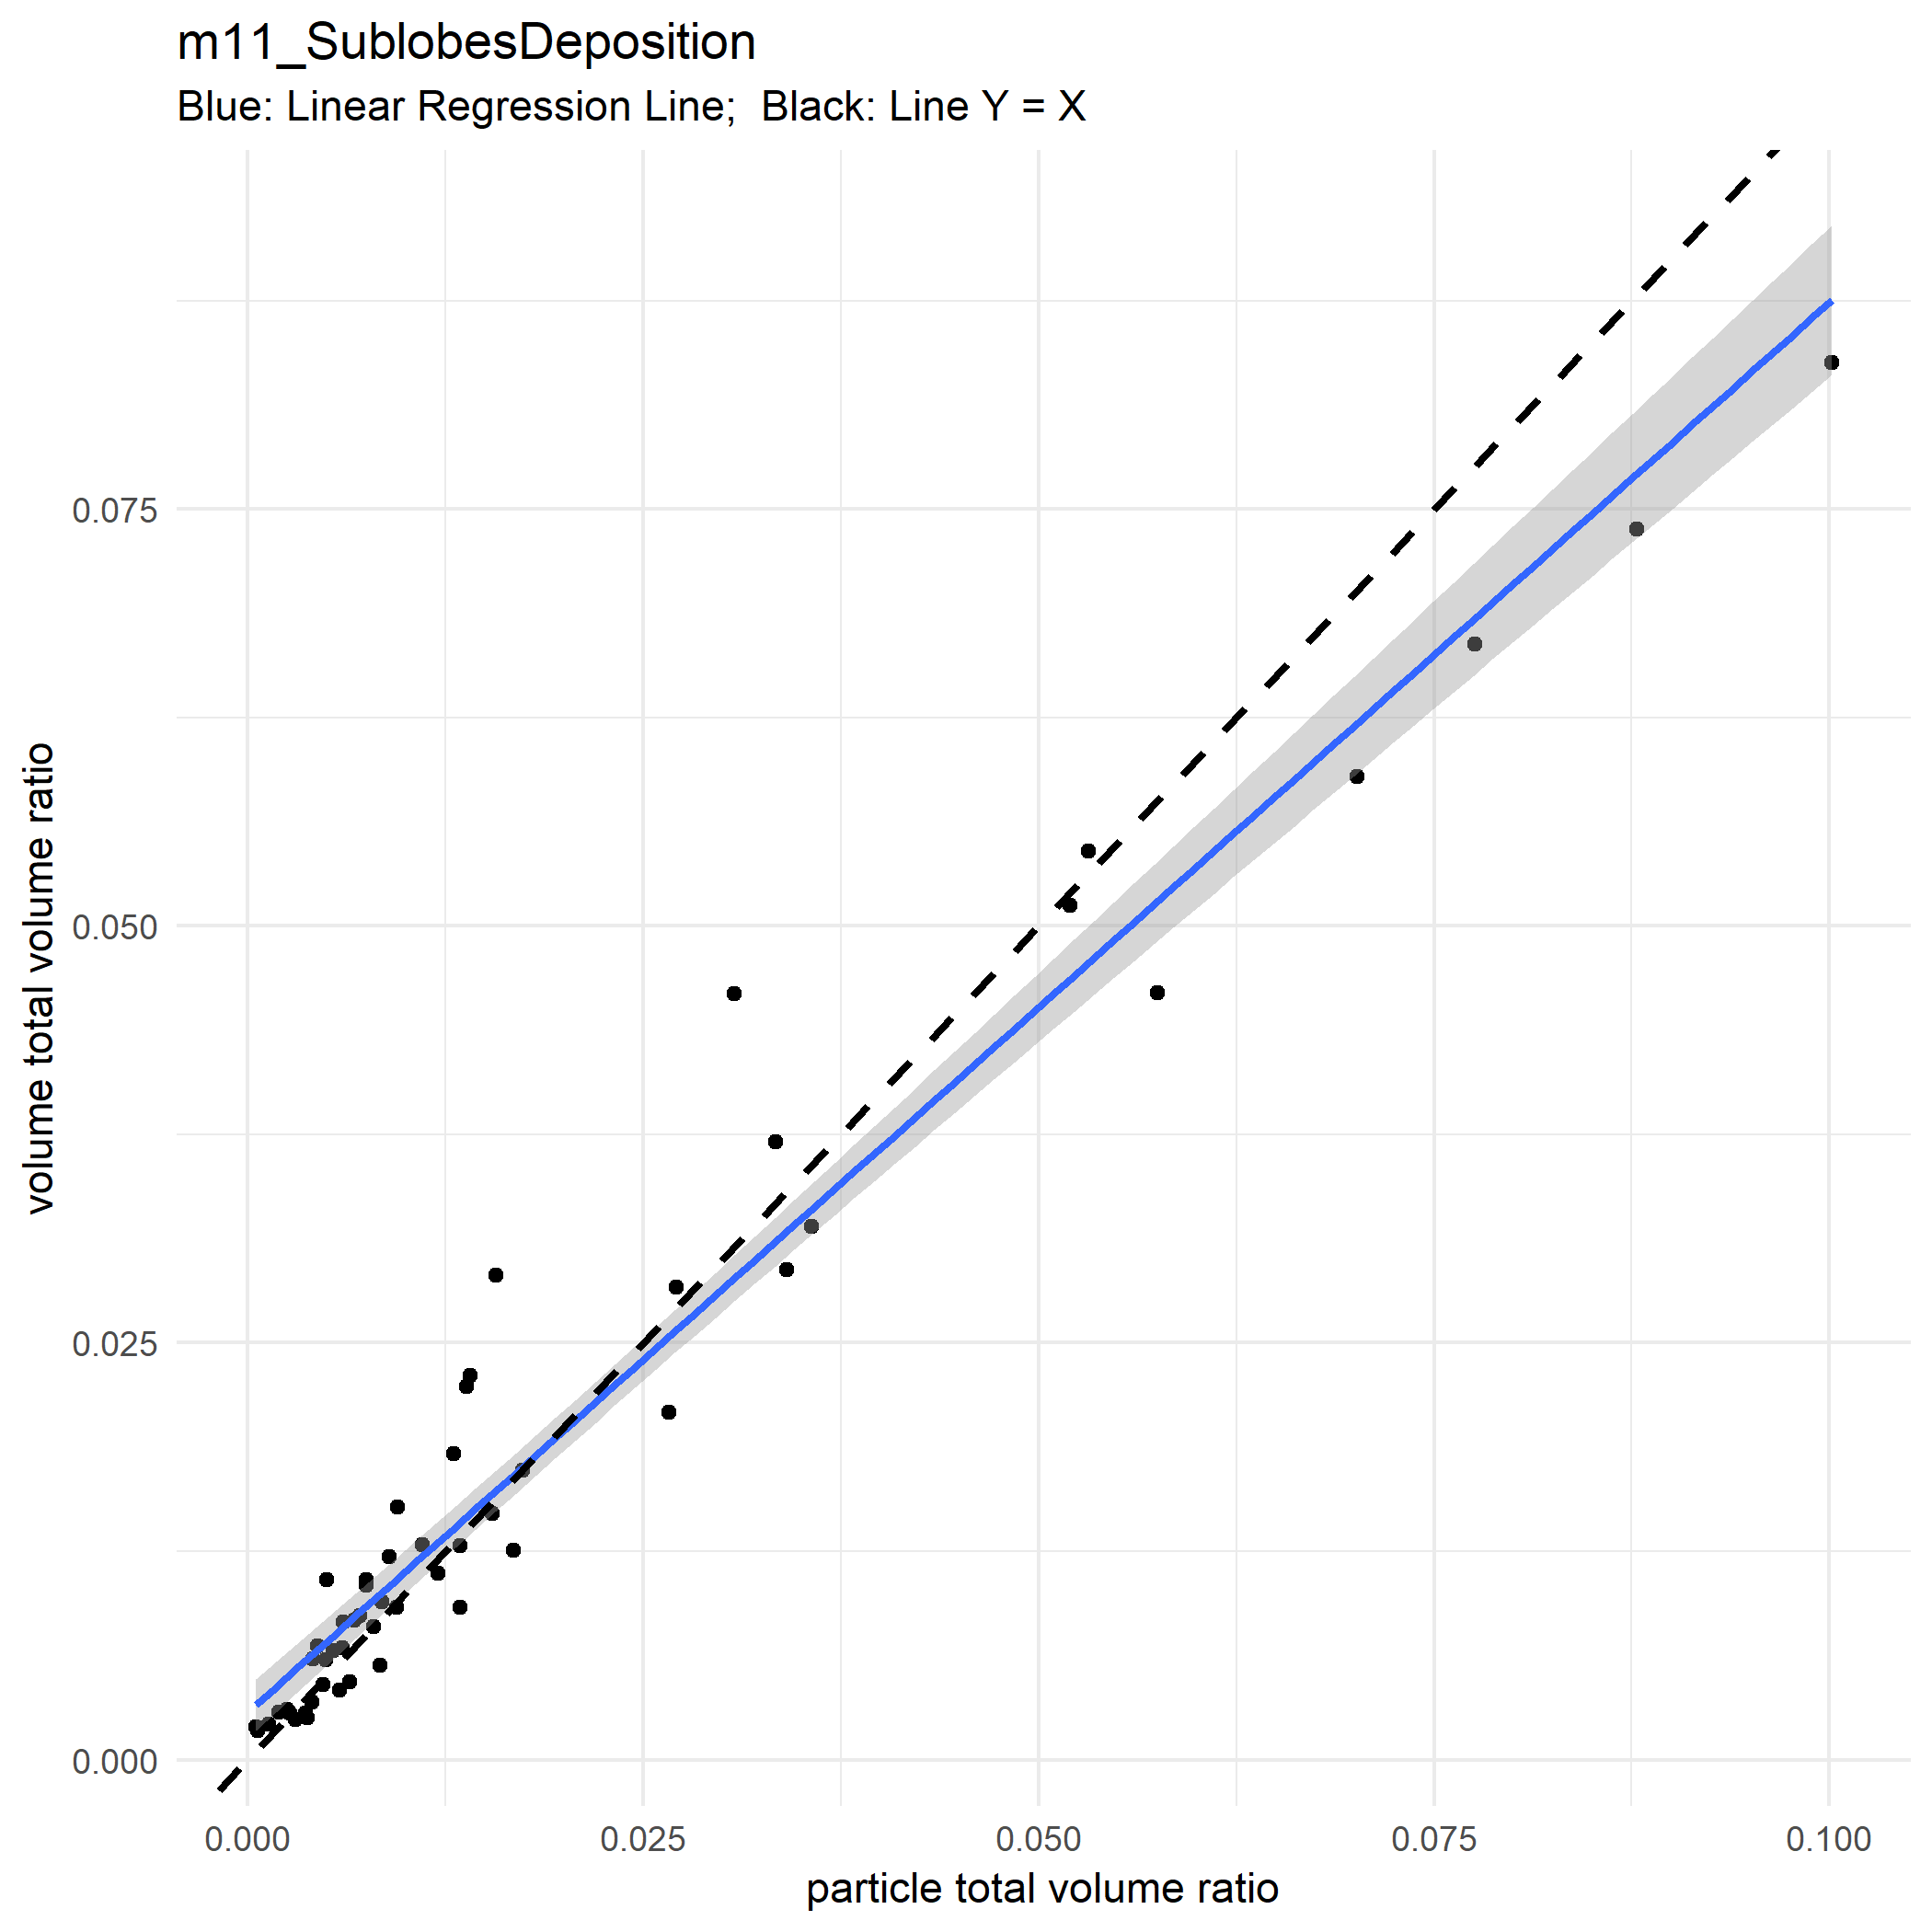 m11_SublobesDeposition
Blue: Linear Regression Line;  Black: Line Y = X
volume total volume ratio
0.075
0.050
0.025
0.000
0.000 0.025 0.050 0.075 0.100
particle total volume ratio